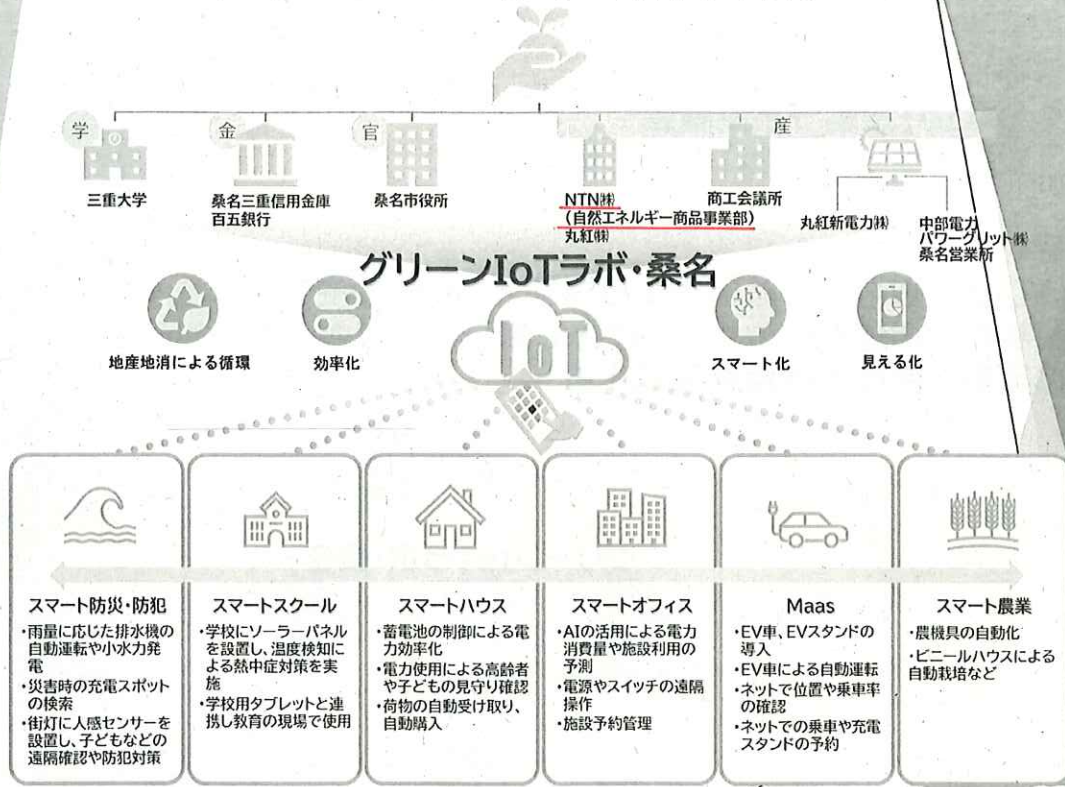 学
金
官
産
三重大学
桑名三重信用金庫
百五銀行
桑名市役所
NTN㈱
(自然エネルギー商品事業部)
丸紅㈱
商工会議所
丸紅新電力㈱
中部電力
パワーグリット㈱
桑名営業所
グリーンIoTラボ・桑名
地産地消による循環
効率化
IoT
スマート化
見える化
スマート防災・防犯
・雨量に応じた排水機の
自動運転や小水力発
電
・災害時の充電スポット
の検索
・街灯に人感センサーを
設置し、子どもなどの
遠隔確認や防犯対策
スマートスクール
・学校にソーラーパネル
を設置し、温度検知に
よる熱中症対策を実
施
・学校用タブレットと連
携し教育の現場で使用
スマートハウス
・蓄電池の制御による電
力効率化
・電力使用による高齢者
や子どもの見守り確認
・荷物の自動受け取り、
自動購入
スマートオフィス
・AIの活用による電力
消費量や施設利用の
予測
・電源やスイッチの遠隔
操作
・施設予約管理
Maas
・EV車、EVスタンドの
導入
・EV車による自動運転
・ネットで位置や乗車率
の確認
・ネットでの乗車や充電
スタンドの予約
スマート農業
・農機具の自動化
・ビニールハウスによる
自動栽培など